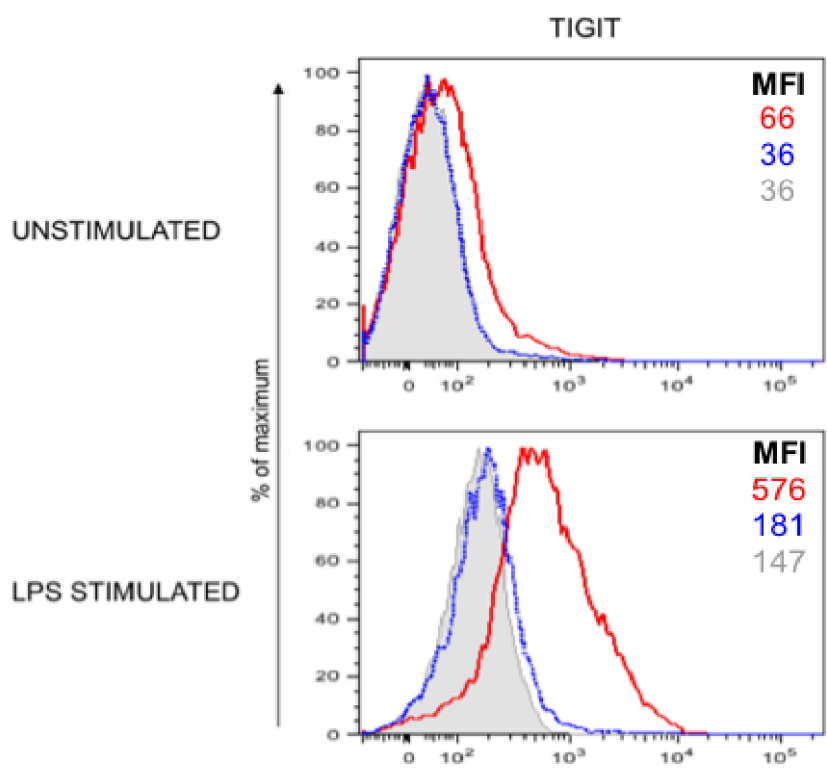 TIGIT
UNSTIMULATED
% of maximum
100
80
60
40
20
0
0 10² 10³ 10⁴ 10⁵
MFI
66
36
36
LPS STIMULATED
100
80
60
40
20
0
0 10² 10³ 10⁴ 10⁵
MFI
576
181
147